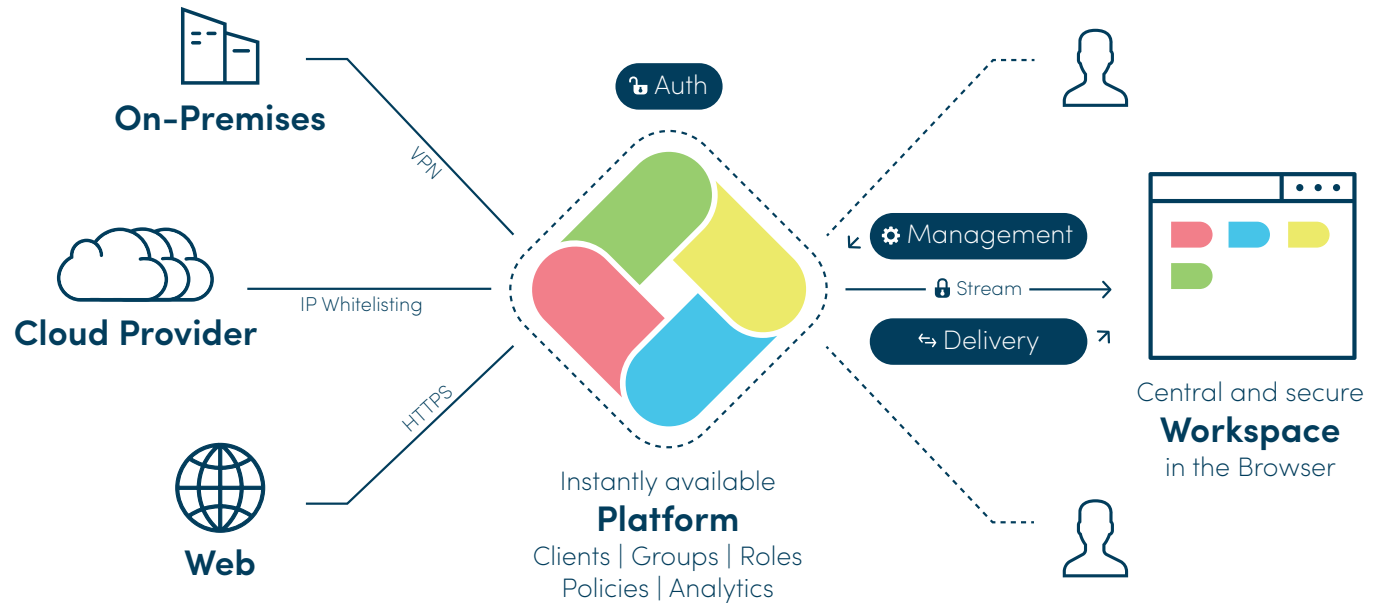 On-Premises
VPN
Cloud Provider
IP Whitelisting
HTTPS
Web
Auth
Instantly available
Platform
Clients | Groups | Roles
Policies | Analytics
Management
Stream
Delivery
Central and secure
Workspace
in the Browser